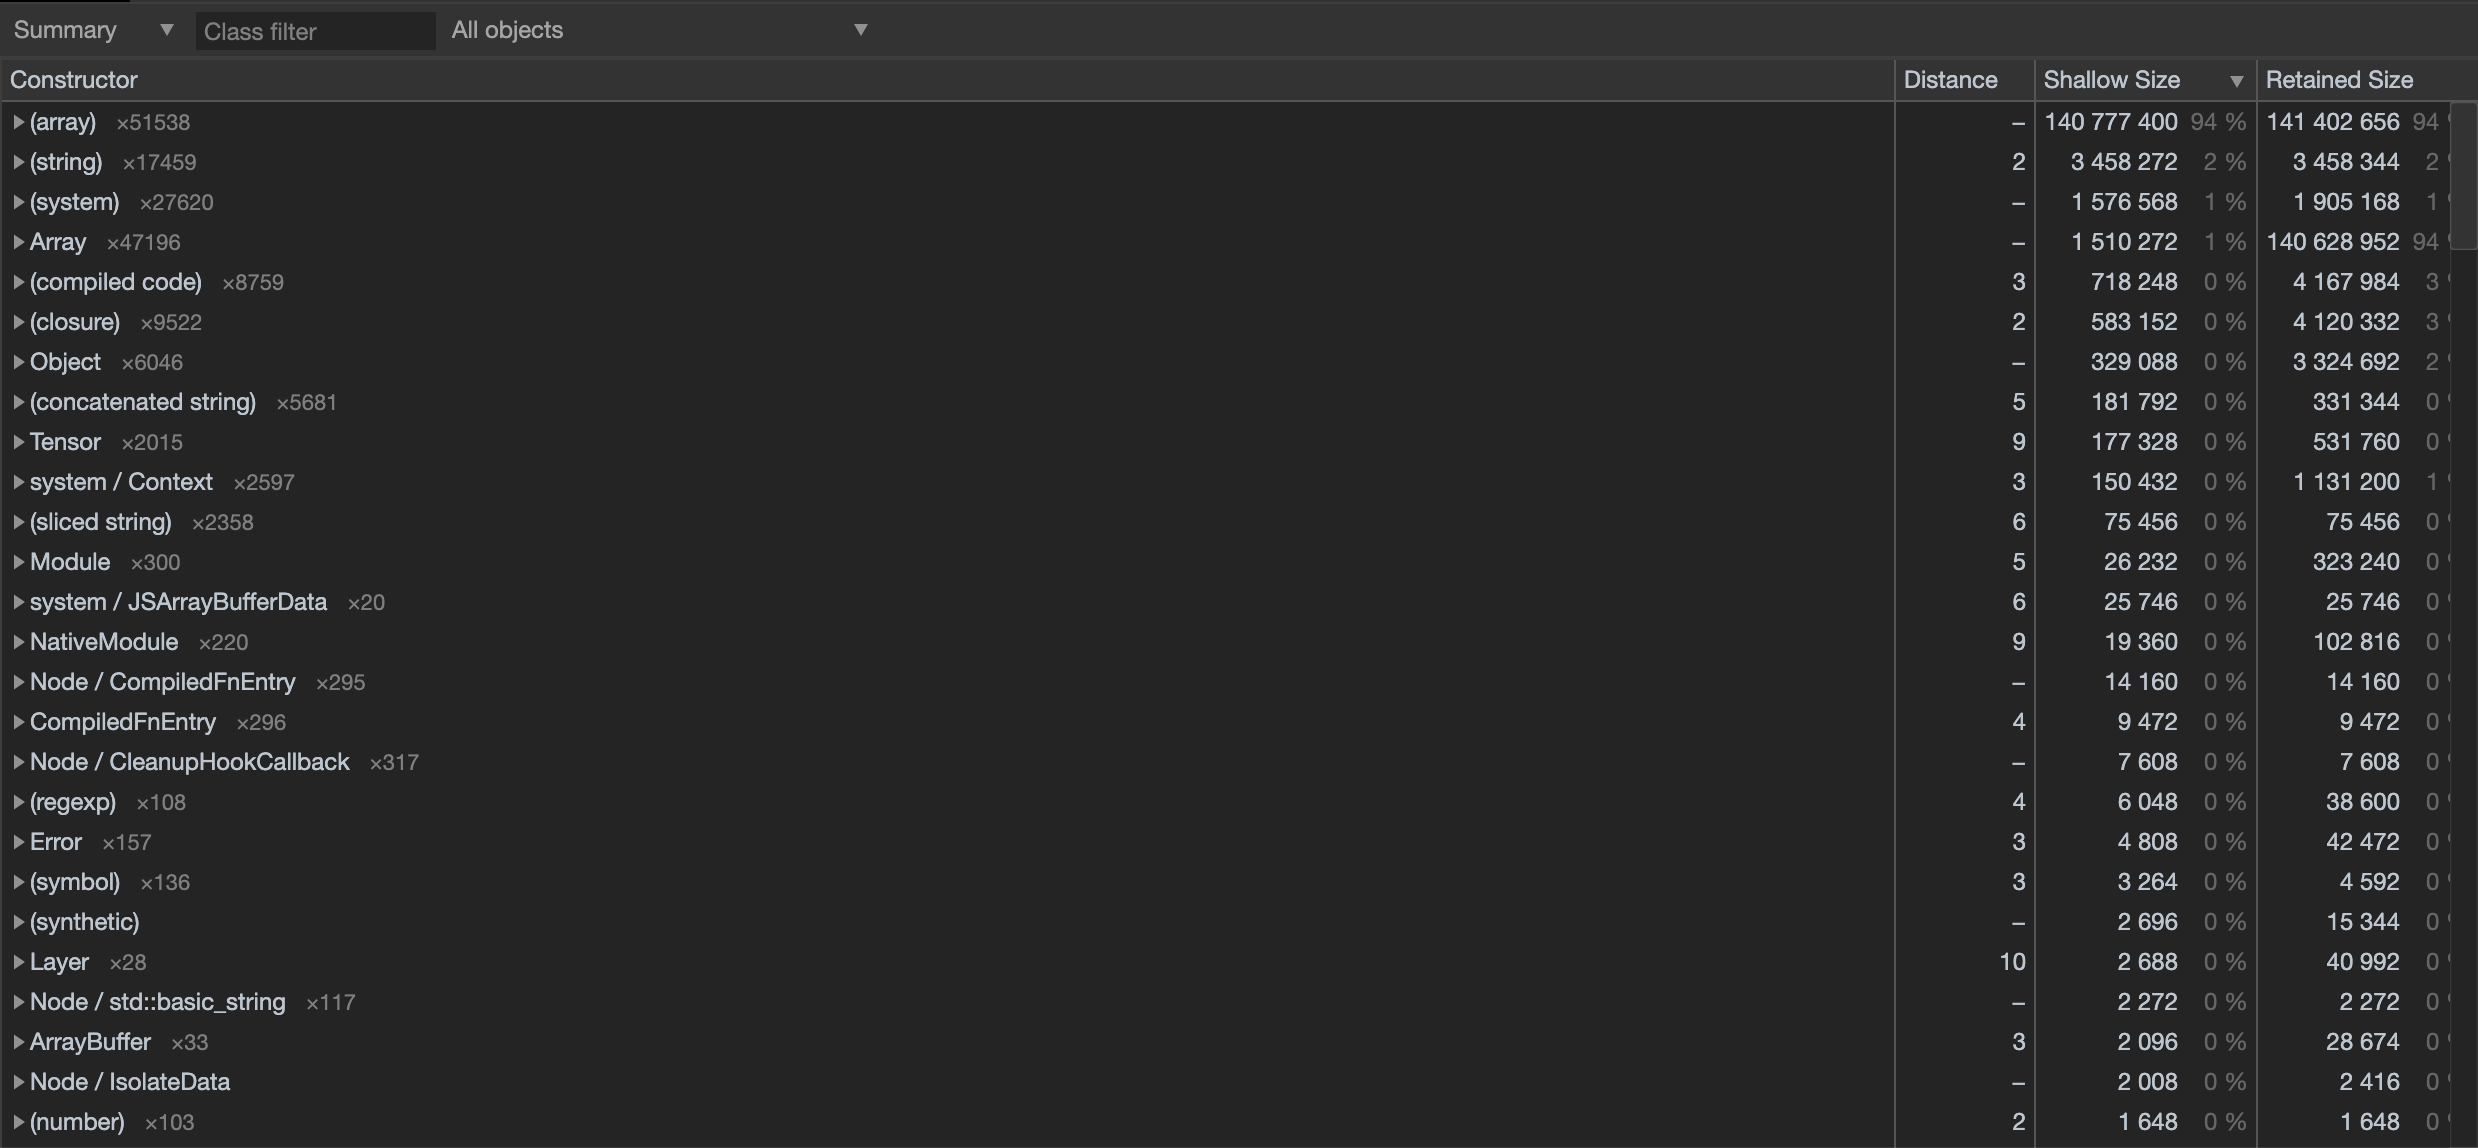 Summary ▼ Class filter All objects ▼
Constructor Distance Shallow Size ▼ Retained Size
(array) ×51538 – 140 777 400 94 % 141 402 656 94
(string) ×17459 2 3 458 272 2 % 3 458 344 2
(system) ×27620 – 1 576 568 1 % 1 905 168 1
Array ×47196 – 1 510 272 1 % 140 628 952 94
(compiled code) ×8759 3 718 248 0 % 4 167 984 3
(closure) ×9522 2 583 152 0 % 4 120 332 3
Object ×6046 – 329 088 0 % 3 324 692 2
(concatenated string) ×5681 5 181 792 0 % 331 344 0
Tensor ×2015 9 177 328 0 % 531 760 0
system / Context ×2597 3 150 432 0 % 1 131 200 1
(sliced string) ×2358 6 75 456 0 % 75 456 0
Module ×300 5 26 232 0 % 323 240 0
system / JSArrayBufferData ×20 6 25 746 0 % 25 746 0
NativeModule ×220 9 19 360 0 % 102 816 0
Node / CompiledFnEntry ×295 – 14 160 0 % 14 160 0
CompiledFnEntry ×296 4 9 472 0 % 9 472 0
Node / CleanupHookCallback ×317 – 7 608 0 % 7 608 0
(regexp) ×108 4 6 048 0 % 38 600 0
Error ×157 3 4 808 0 % 42 472 0
(symbol) ×136 3 3 264 0 % 4 592 0
(synthetic) – 2 696 0 % 15 344 0
Layer ×28 10 2 688 0 % 40 992 0
Node / std::basic_string ×117 – 2 272 0 % 2 272 0
ArrayBuffer ×33 3 2 096 0 % 28 674 0
Node / IsolateData – 2 008 0 % 2 416 0
(number) ×103 2 1 648 0 % 1 648 0